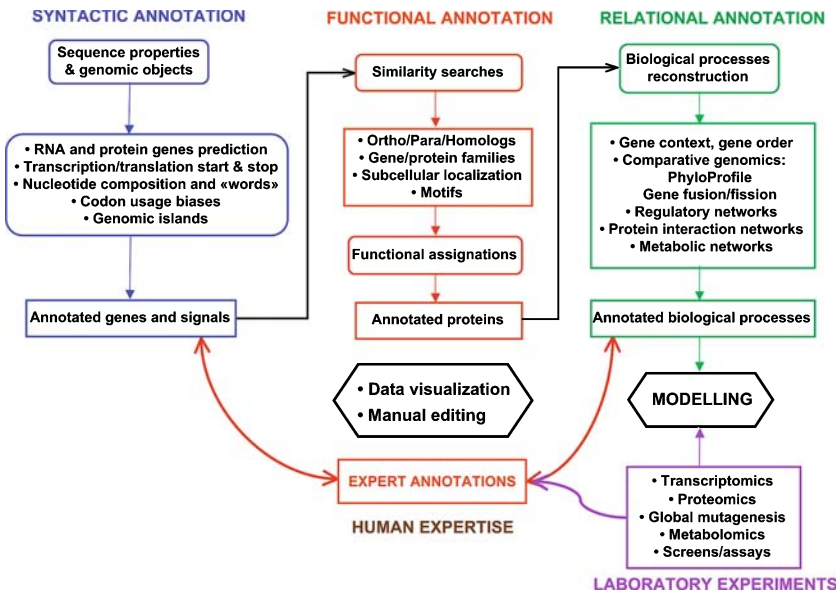 SYNTACTIC ANNOTATION
Sequence properties
& genomic objects
• RNA and protein genes prediction
• Transcription/translation start & stop
• Nucleotide composition and «words»
• Codon usage biases
• Genomic islands
Annotated genes and signals
FUNCTIONAL ANNOTATION
Similarity searches
• Ortho/Para/Homologs
• Gene/protein families
• Subcellular localization
• Motifs
Functional assignations
Annotated proteins
RELATIONAL ANNOTATION
Biological processes
reconstruction
• Gene context, gene order
• Comparative genomics:
PhyloProfile
Gene fusion/fission
• Regulatory networks
• Protein interaction networks
• Metabolic networks
Annotated biological processes
• Data visualization
• Manual editing
MODELLING
EXPERT ANNOTATIONS
HUMAN EXPERTISE
• Transcriptomics
• Proteomics
• Global mutagenesis
• Metabolomics
• Screens/assays
LABORATORY EXPERIMENTS